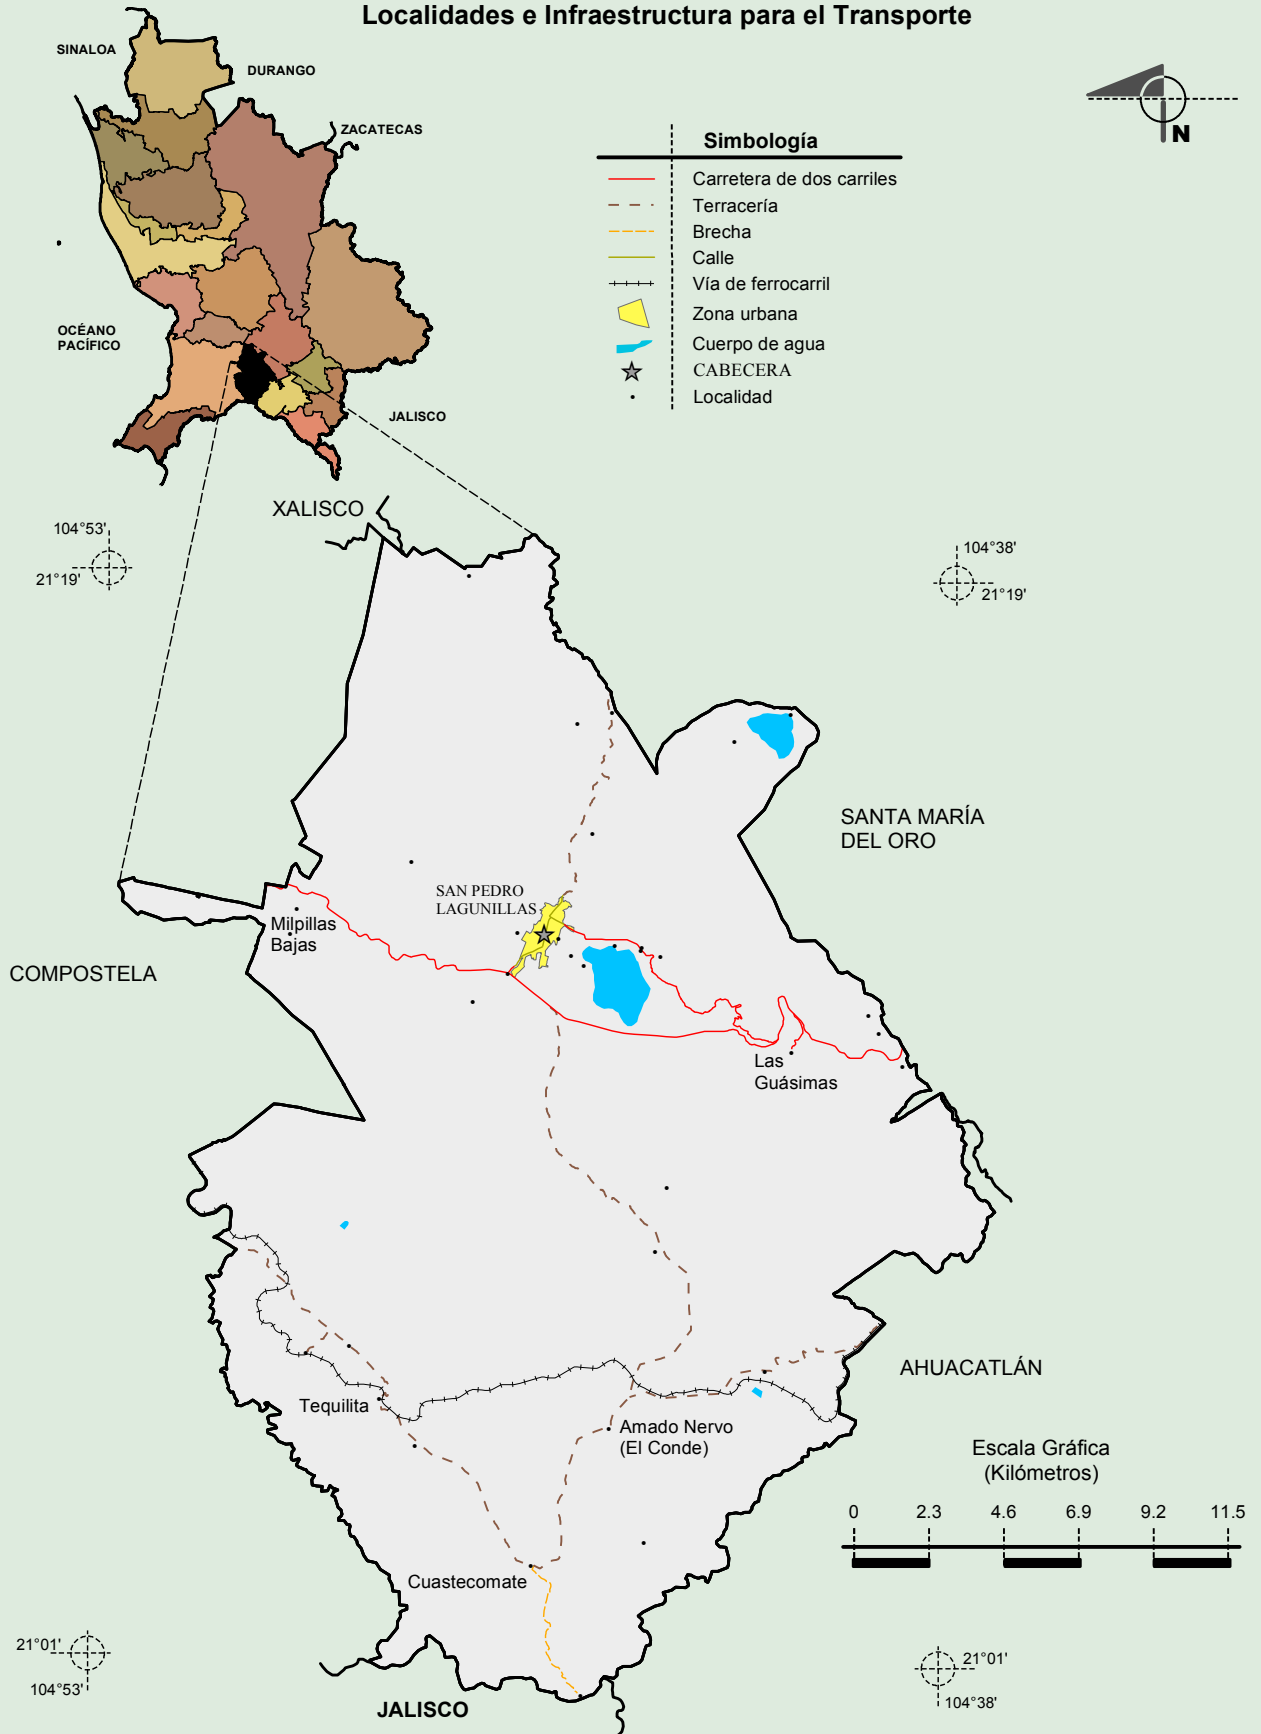 Localidades e Infraestructura para el Transporte
SINALOA
DURANGO
ZACATECAS
OCÉANO
PACÍFICO
JALISCO
N
Simbología
Carretera de dos carriles
Terracería
Brecha
Calle
Vía de ferrocarril
Zona urbana
Cuerpo de agua
CABECERA
Localidad
XALISCO
104°53'
21°19'
104°38'
21°19'
SANTA MARÍA
DEL ORO
SAN PEDRO
LAGUNILLAS
Milpillas
Bajas
COMPOSTELA
Las
Guásimas
AHUACATLÁN
Tequilita
Amado Nervo
(El Conde)
Escala Gráfica
(Kilómetros)
0 2.3 4.6 6.9 9.2 11.5
Cuastecomate
21°01'
104°53'
21°01'
104°38'
JALISCO